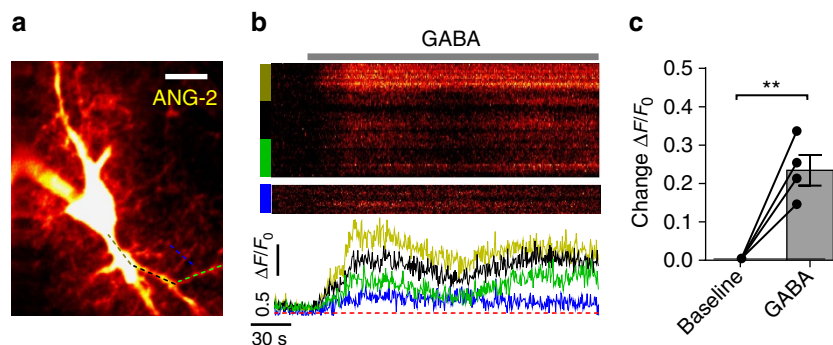 a
ANG-2
b
GABA
ΔF/F0
0.5
30 s
c
**
Change ΔF/F0
0.5
0.4
0.3
0.2
0.1
0.0
Baseline
GABA